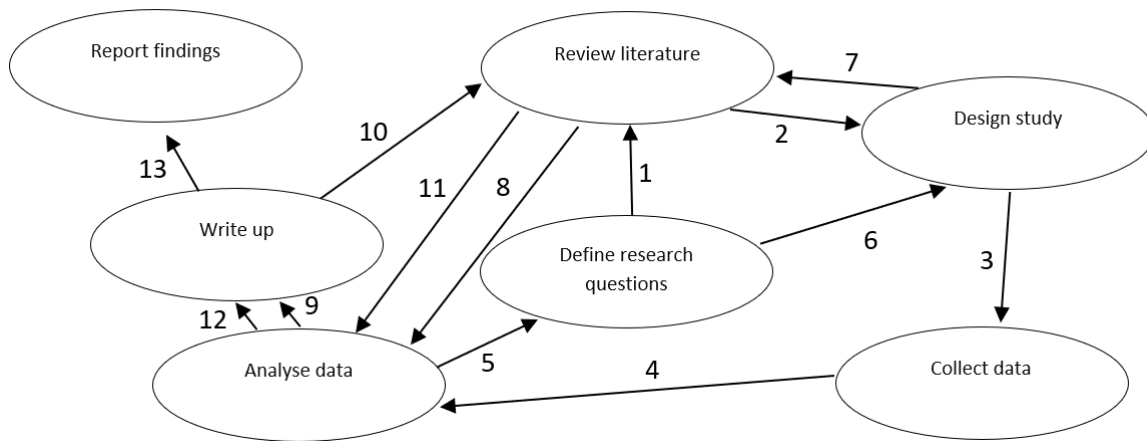 Report findings
Review literature
7
Design study
2
10
13
11
8
1
Write up
Define research
questions
6
3
12
9
Analyse data
5
4
Collect data